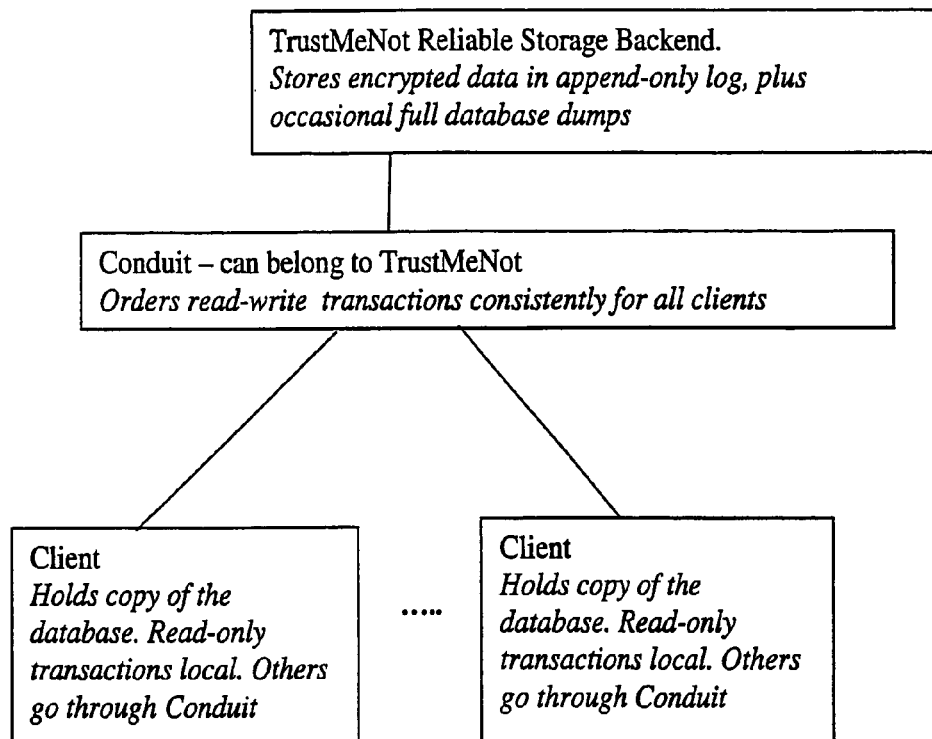 TrustMeNot Reliable Storage Backend.
Stores encrypted data in append-only log, plus
occasional full database dumps
Conduit – can belong to TrustMeNot
Orders read-write transactions consistently for all clients
Client
Holds copy of the
database. Read-only
transactions local. Others
go through Conduit
.....
Client
Holds copy of the
database. Read-only
transactions local. Others
go through Conduit